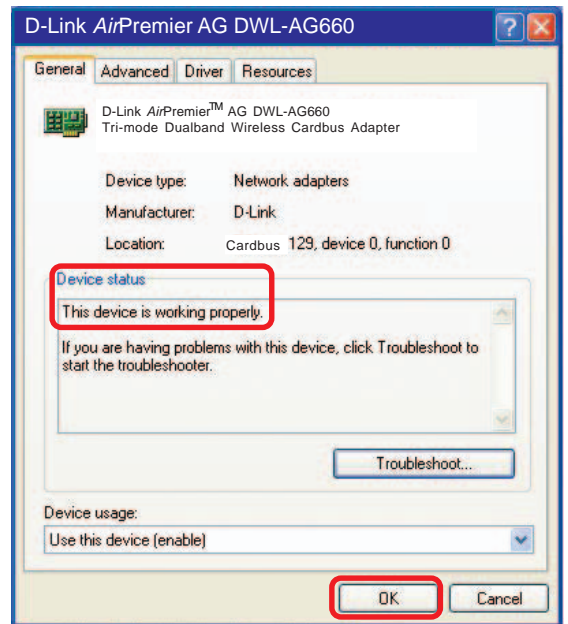 D-Link AirPremier AG DWL-AG660
General Advanced Driver Resources
D-Link AirPremier™ AG DWL-AG660
Tri-mode Dualband Wireless Cardbus Adapter
Device type: Network adapters
Manufacturer: D-Link
Location: Cardbus 129, device 0, function 0
Device status
This device is working properly.
If you are having problems with this device, click Troubleshoot to
start the troubleshooter.
Troubleshoot...
Device usage:
Use this device (enable)
OK Cancel